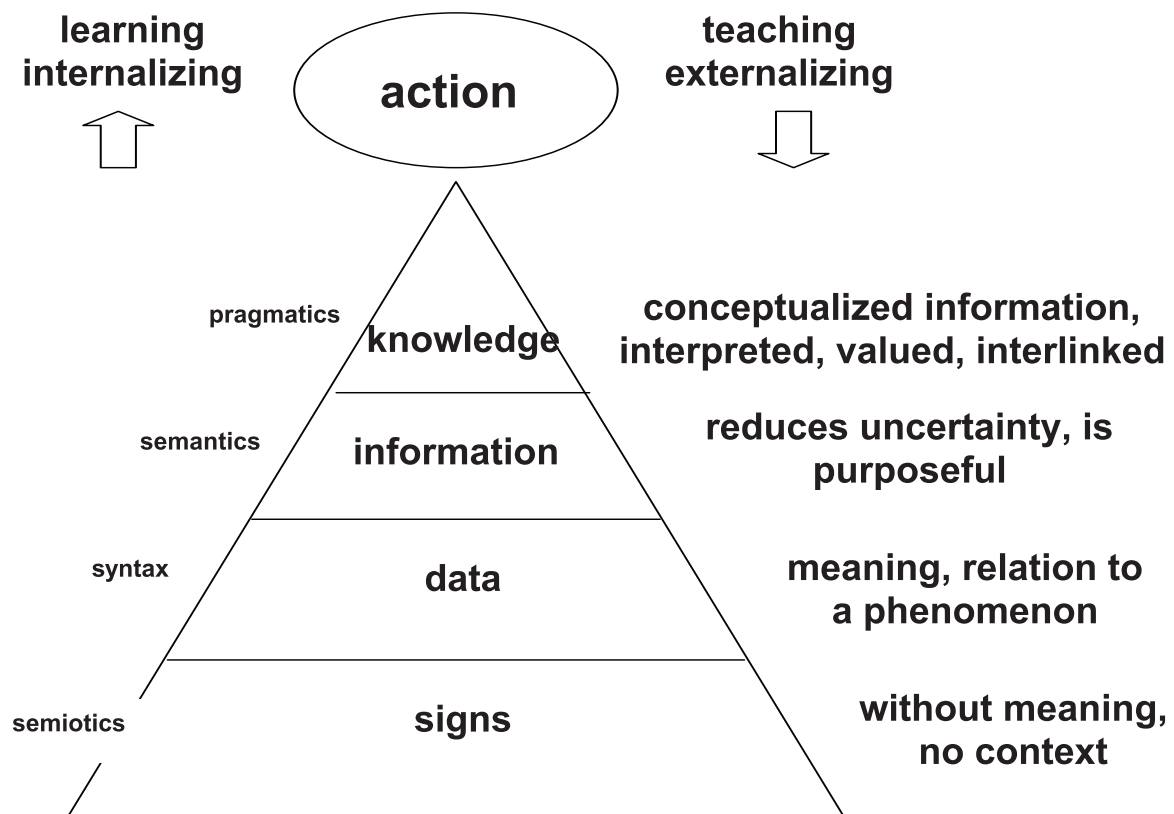 learning
internalizing
action
teaching
externalizing
pragmatics
knowledge
conceptualized information,
interpreted, valued, interlinked
semantics
information
reduces uncertainty, is
purposeful
syntax
data
meaning, relation to
a phenomenon
semiotics
signs
without meaning,
no context